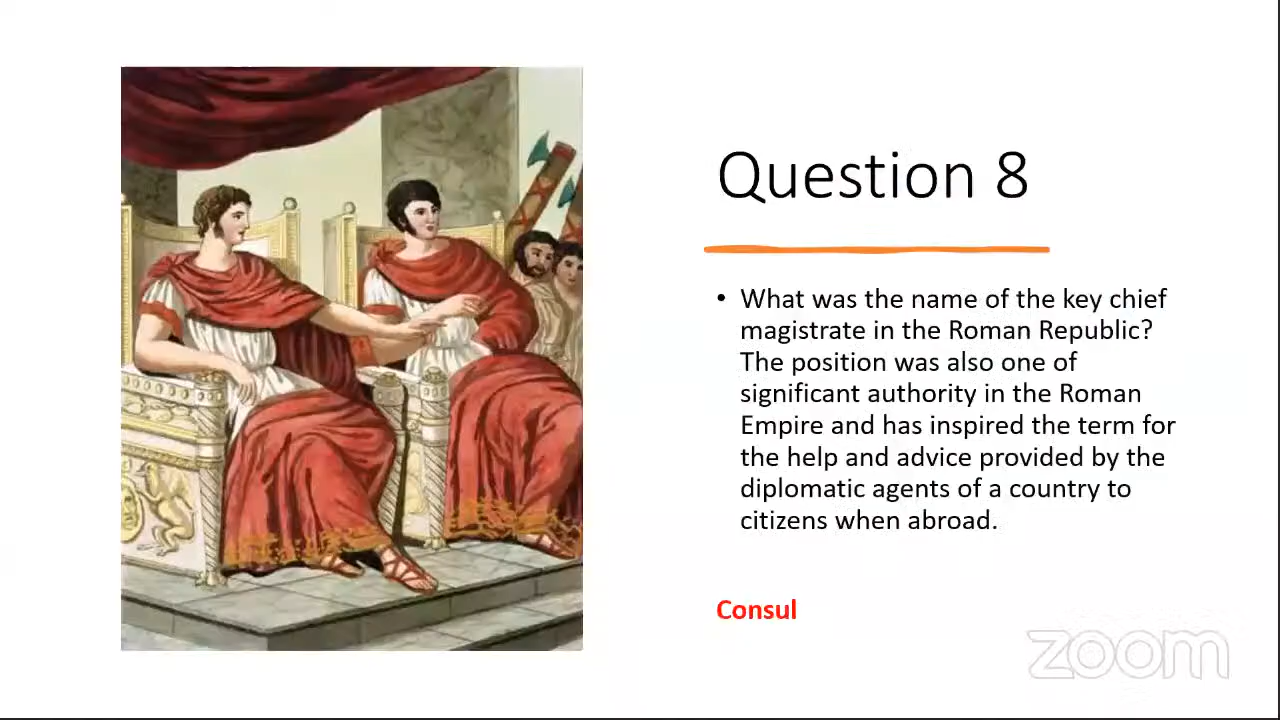 Question 8
• What was the name of the key chief
magistrate in the Roman Republic?
The position was also one of
significant authority in the Roman
Empire and has inspired the term for
the help and advice provided by the
diplomatic agents of a country to
citizens when abroad.
Consul
zoom